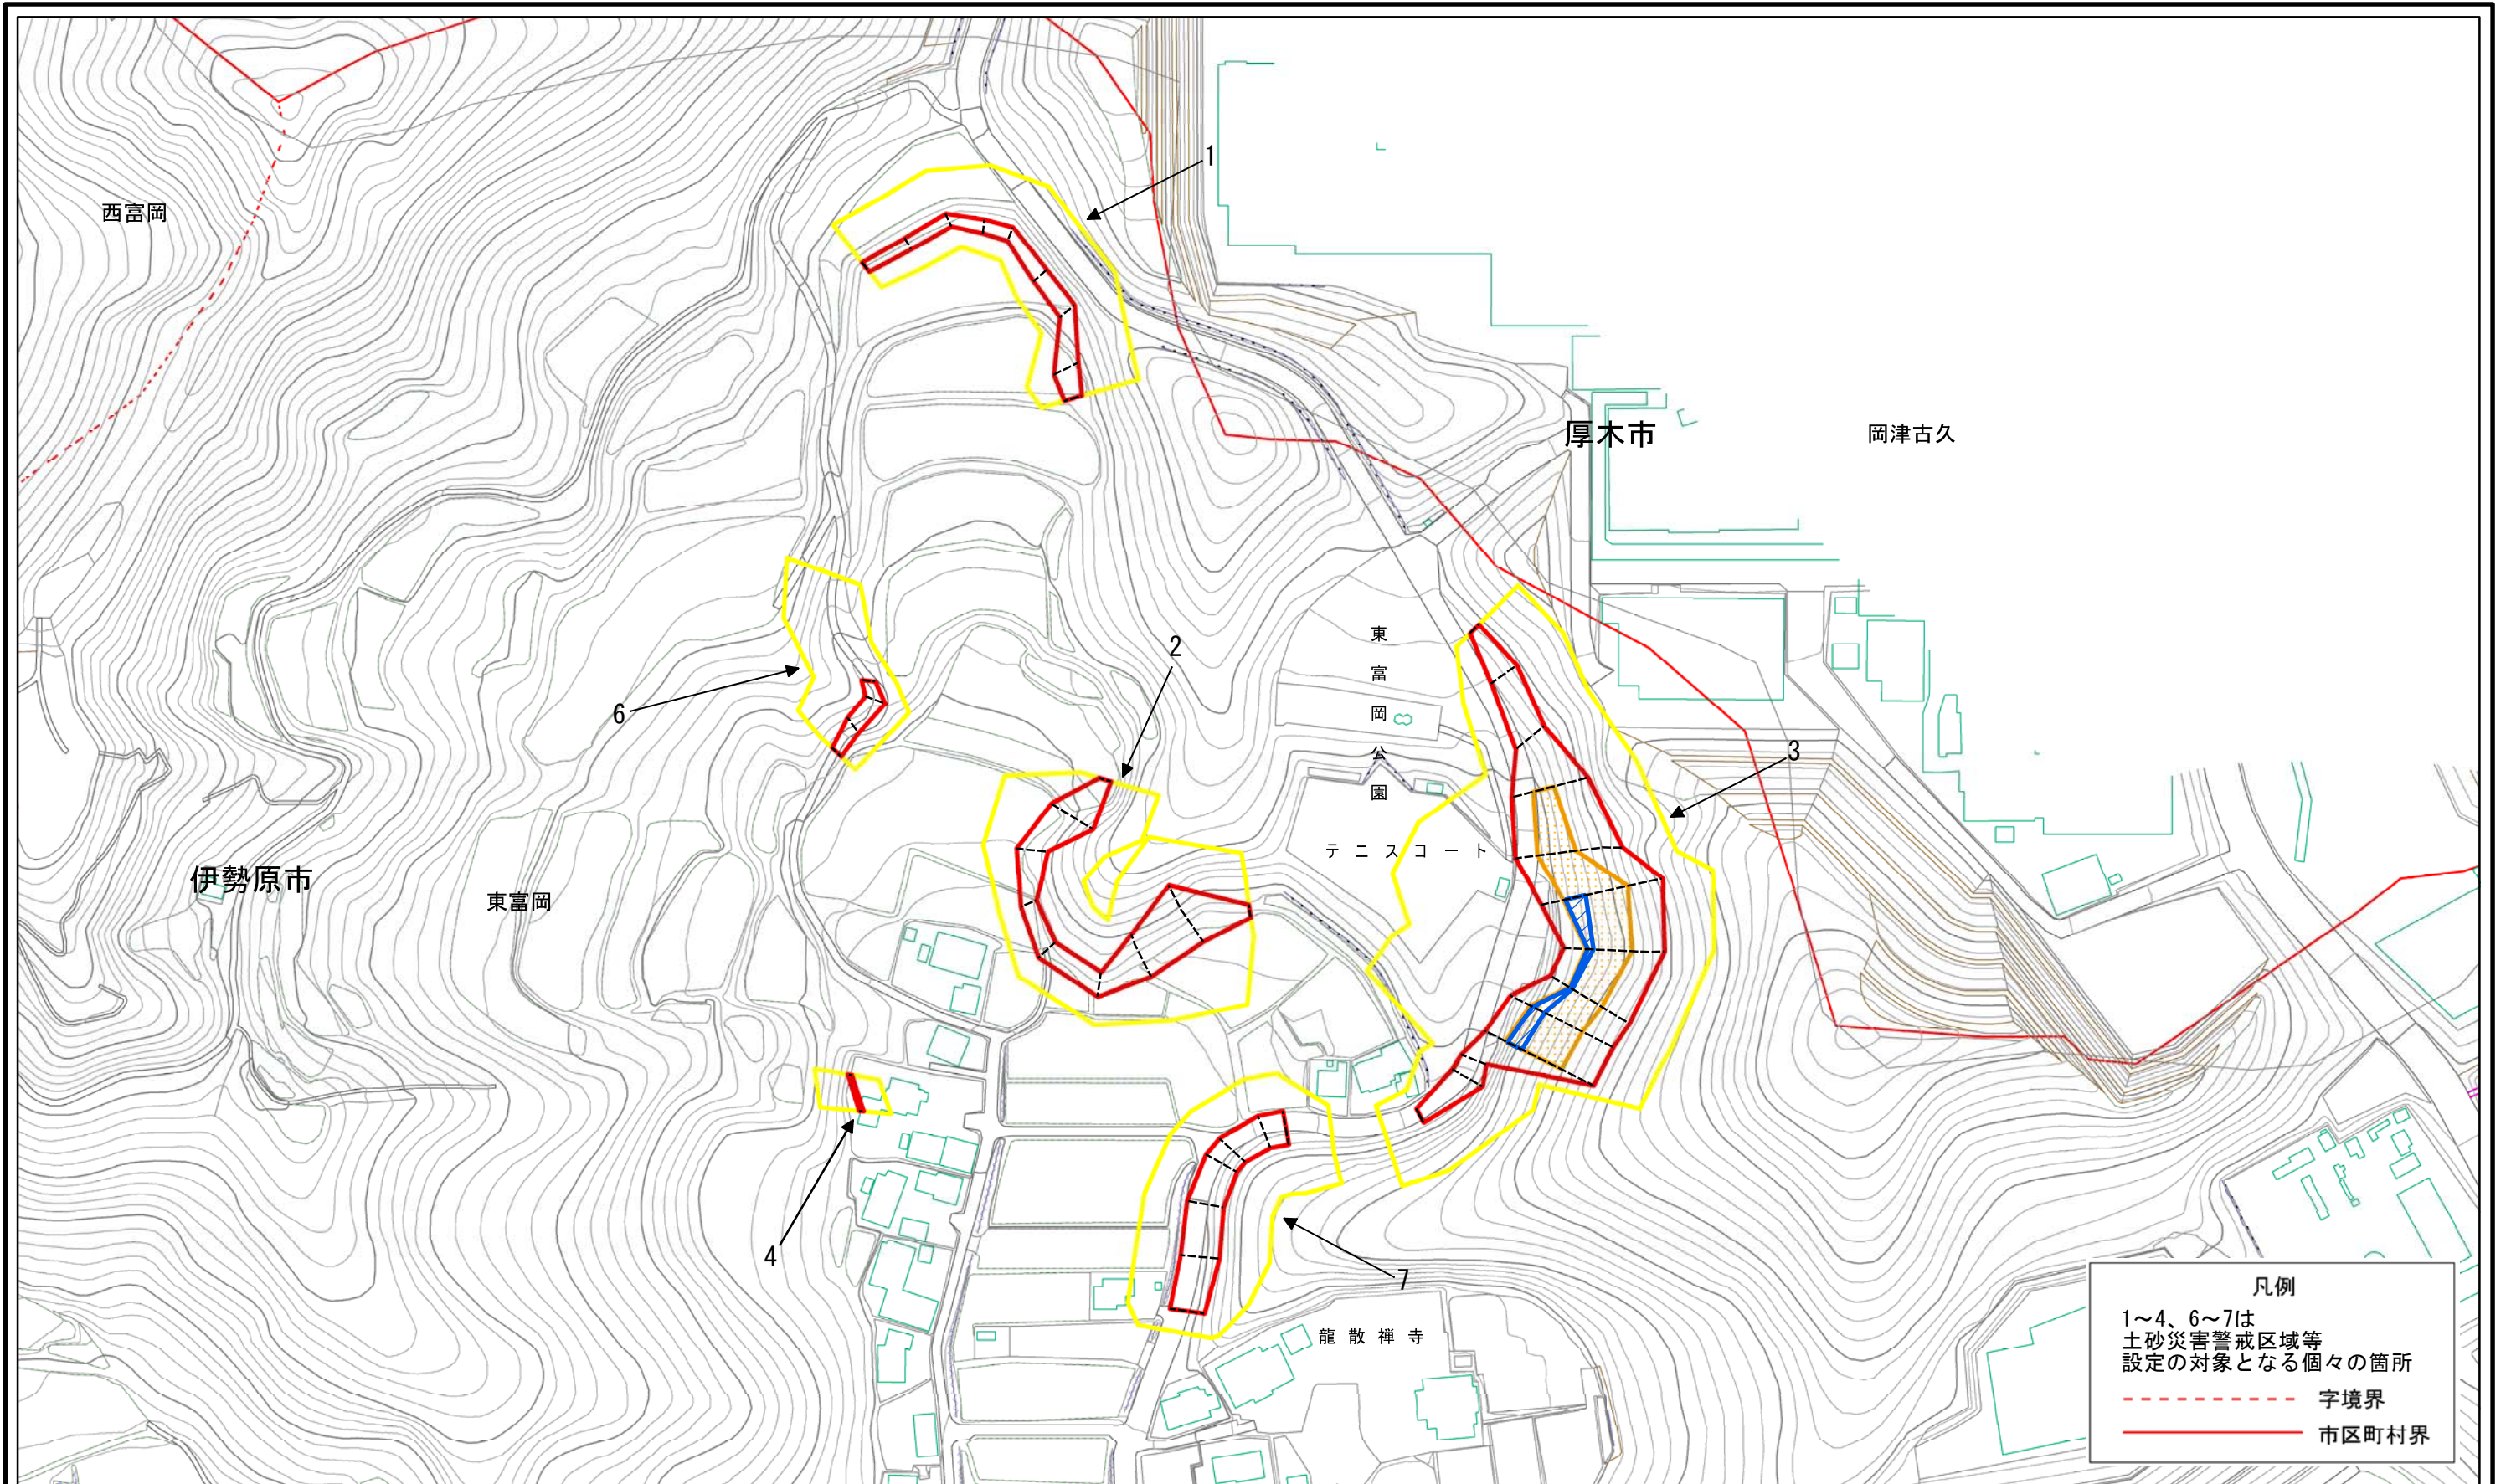 1
西富岡
厚木市
岡津古久
東富岡公園
2
6
3
テニスコート
伊勢原市
東富岡
4
7
龍散禅寺
凡例
1～4、6～7は
土砂災害警戒区域等
設定の対象となる個々の箇所
字境界
市区町村界